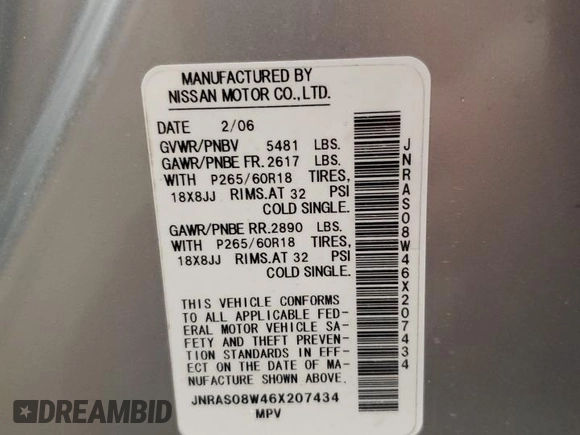 MANUFACTURED BY
NISSAN MOTOR CO., LTD.
DATE 2/06
GVWR/PNBV 5481 LBS.
GAWR/PNBE FR. 2617 LBS.
WITH P265/60R18 TIRES,
18X8JJ RIMS. AT 32 PSI
COLD SINGLE.
GAWR/PNBE RR. 2890 LBS.
WITH P265/60R18 TIRES,
18X8JJ RIMS. AT 32 PSI
COLD SINGLE.
THIS VEHICLE CONFORMS
TO ALL APPLICABLE FED-
ERAL MOTOR VEHICLE SA-
FETY AND THEFT PREVEN-
TION STANDARDS IN EFF-
ECT ON THE DATE OF MA-
NUFACTURE SHOWN ABOVE.
JNRAS08W46X207434
MPV
JNRAS08W46X207434
DREAMBID.COM